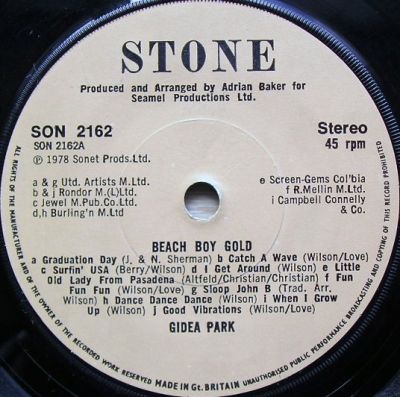 STONE
Produced and Arranged by Adrian Baker for
Seamel Productions Ltd.
SON 2162
SON 2162A
℗ 1978 Sonet Prods.Ltd.
Stereo
45 rpm
a & g Utd. Artists M.Ltd.
b & j Rondor M.(L)Ltd.
c Jewel M.Pub.Co.Ltd.
d,h Burling'n M.Ltd
e Screen-Gems Col'bia
f R.Mellin M.Ltd.
i Campbell Connelly
& Co.
BEACH BOY GOLD
a Graduation Day (J. & N. Sherman) b Catch A Wave (Wilson/Love)
c Surfin' USA (Berry/Wilson) d I Get Around (Wilson) e Little
Old Lady From Pasadena (Altfeld/Christian/Christian) f Fun
Fun Fun (Wilson/Love) g Sloop John B (Trad. Arr.
Wilson) h Dance Dance Dance (Wilson) i When I Grow
Up (Wilson) j Good Vibrations (Wilson/Love)
GIDEA PARK
ALL RIGHTS OF THE MANUFACTURER AND OF THE OWNER OF THE RECORDED WORK RESERVED MADE IN GT. BRITAIN UNAUTHORISED PUBLIC PERFORMANCE BROADCASTING AND COPYING OF THIS RECORD PROHIBITED